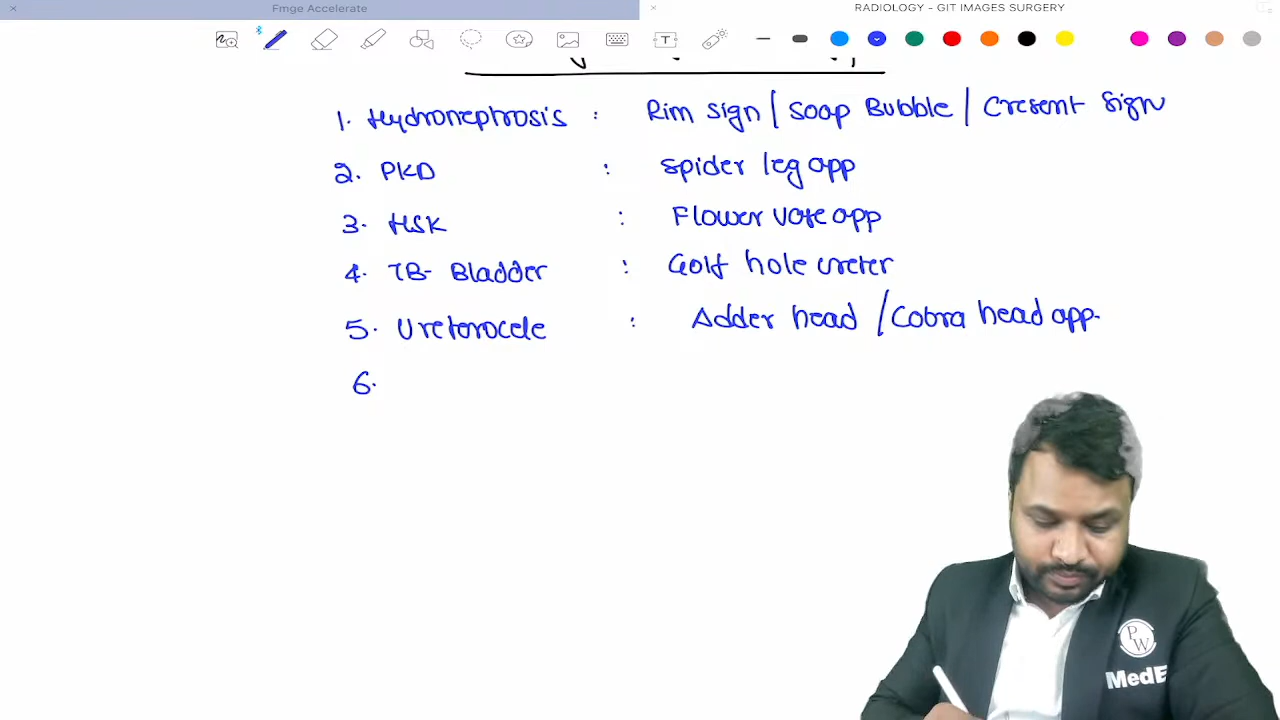 Fmge Accelerate
RADIOLOGY - GIT IMAGES SURGERY
1. Hydronephrosis : Rim sign / Soap Bubble / Cresent Sign
2. PKD : Spider leg app
3. HSK : Flower vase app
4. TB- Bladder : Golf hole ureter
5. Ureterocele : Adder head / Cobra head app.
6.
PW
MedE